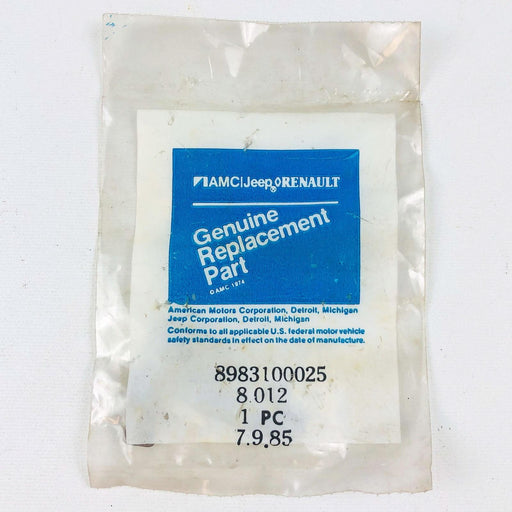 AMC|Jeep®RENAULT
Genuine
Replacement
Part
© AMC 1974
American Motors Corporation, Detroit, Michigan
Jeep Corporation, Detroit, Michigan
Conforms to all applicable U.S. federal motor vehicle
safety standards in effect on the date of manufacture.
8983100025
8.012
1 PC
7.9.85